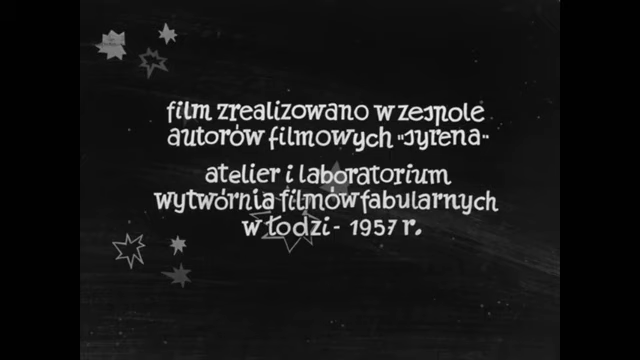 film zrealizowano w zespole
autorów filmowych „syrena"
atelier i laboratorium
wytwórnia filmów fabularnych
w łodzi - 1957 r.